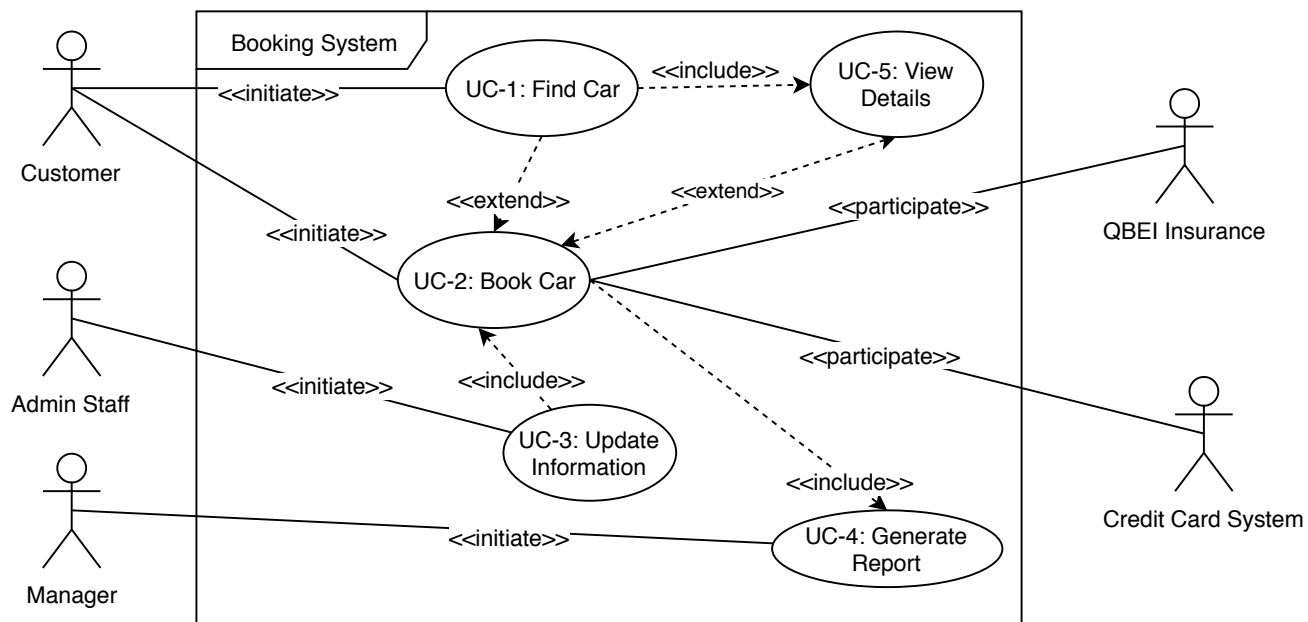 Booking System
<<initiate>>
UC-1: Find Car
<<include>>
UC-5: View
Details
Customer
<<extend>>
<<extend>>
<<participate>>
QBEI Insurance
<<initiate>>
UC-2: Book Car
<<participate>>
Admin Staff
<<initiate>>
<<include>>
UC-3: Update
Information
<<include>>
Credit Card System
<<initiate>>
UC-4: Generate
Report
Manager